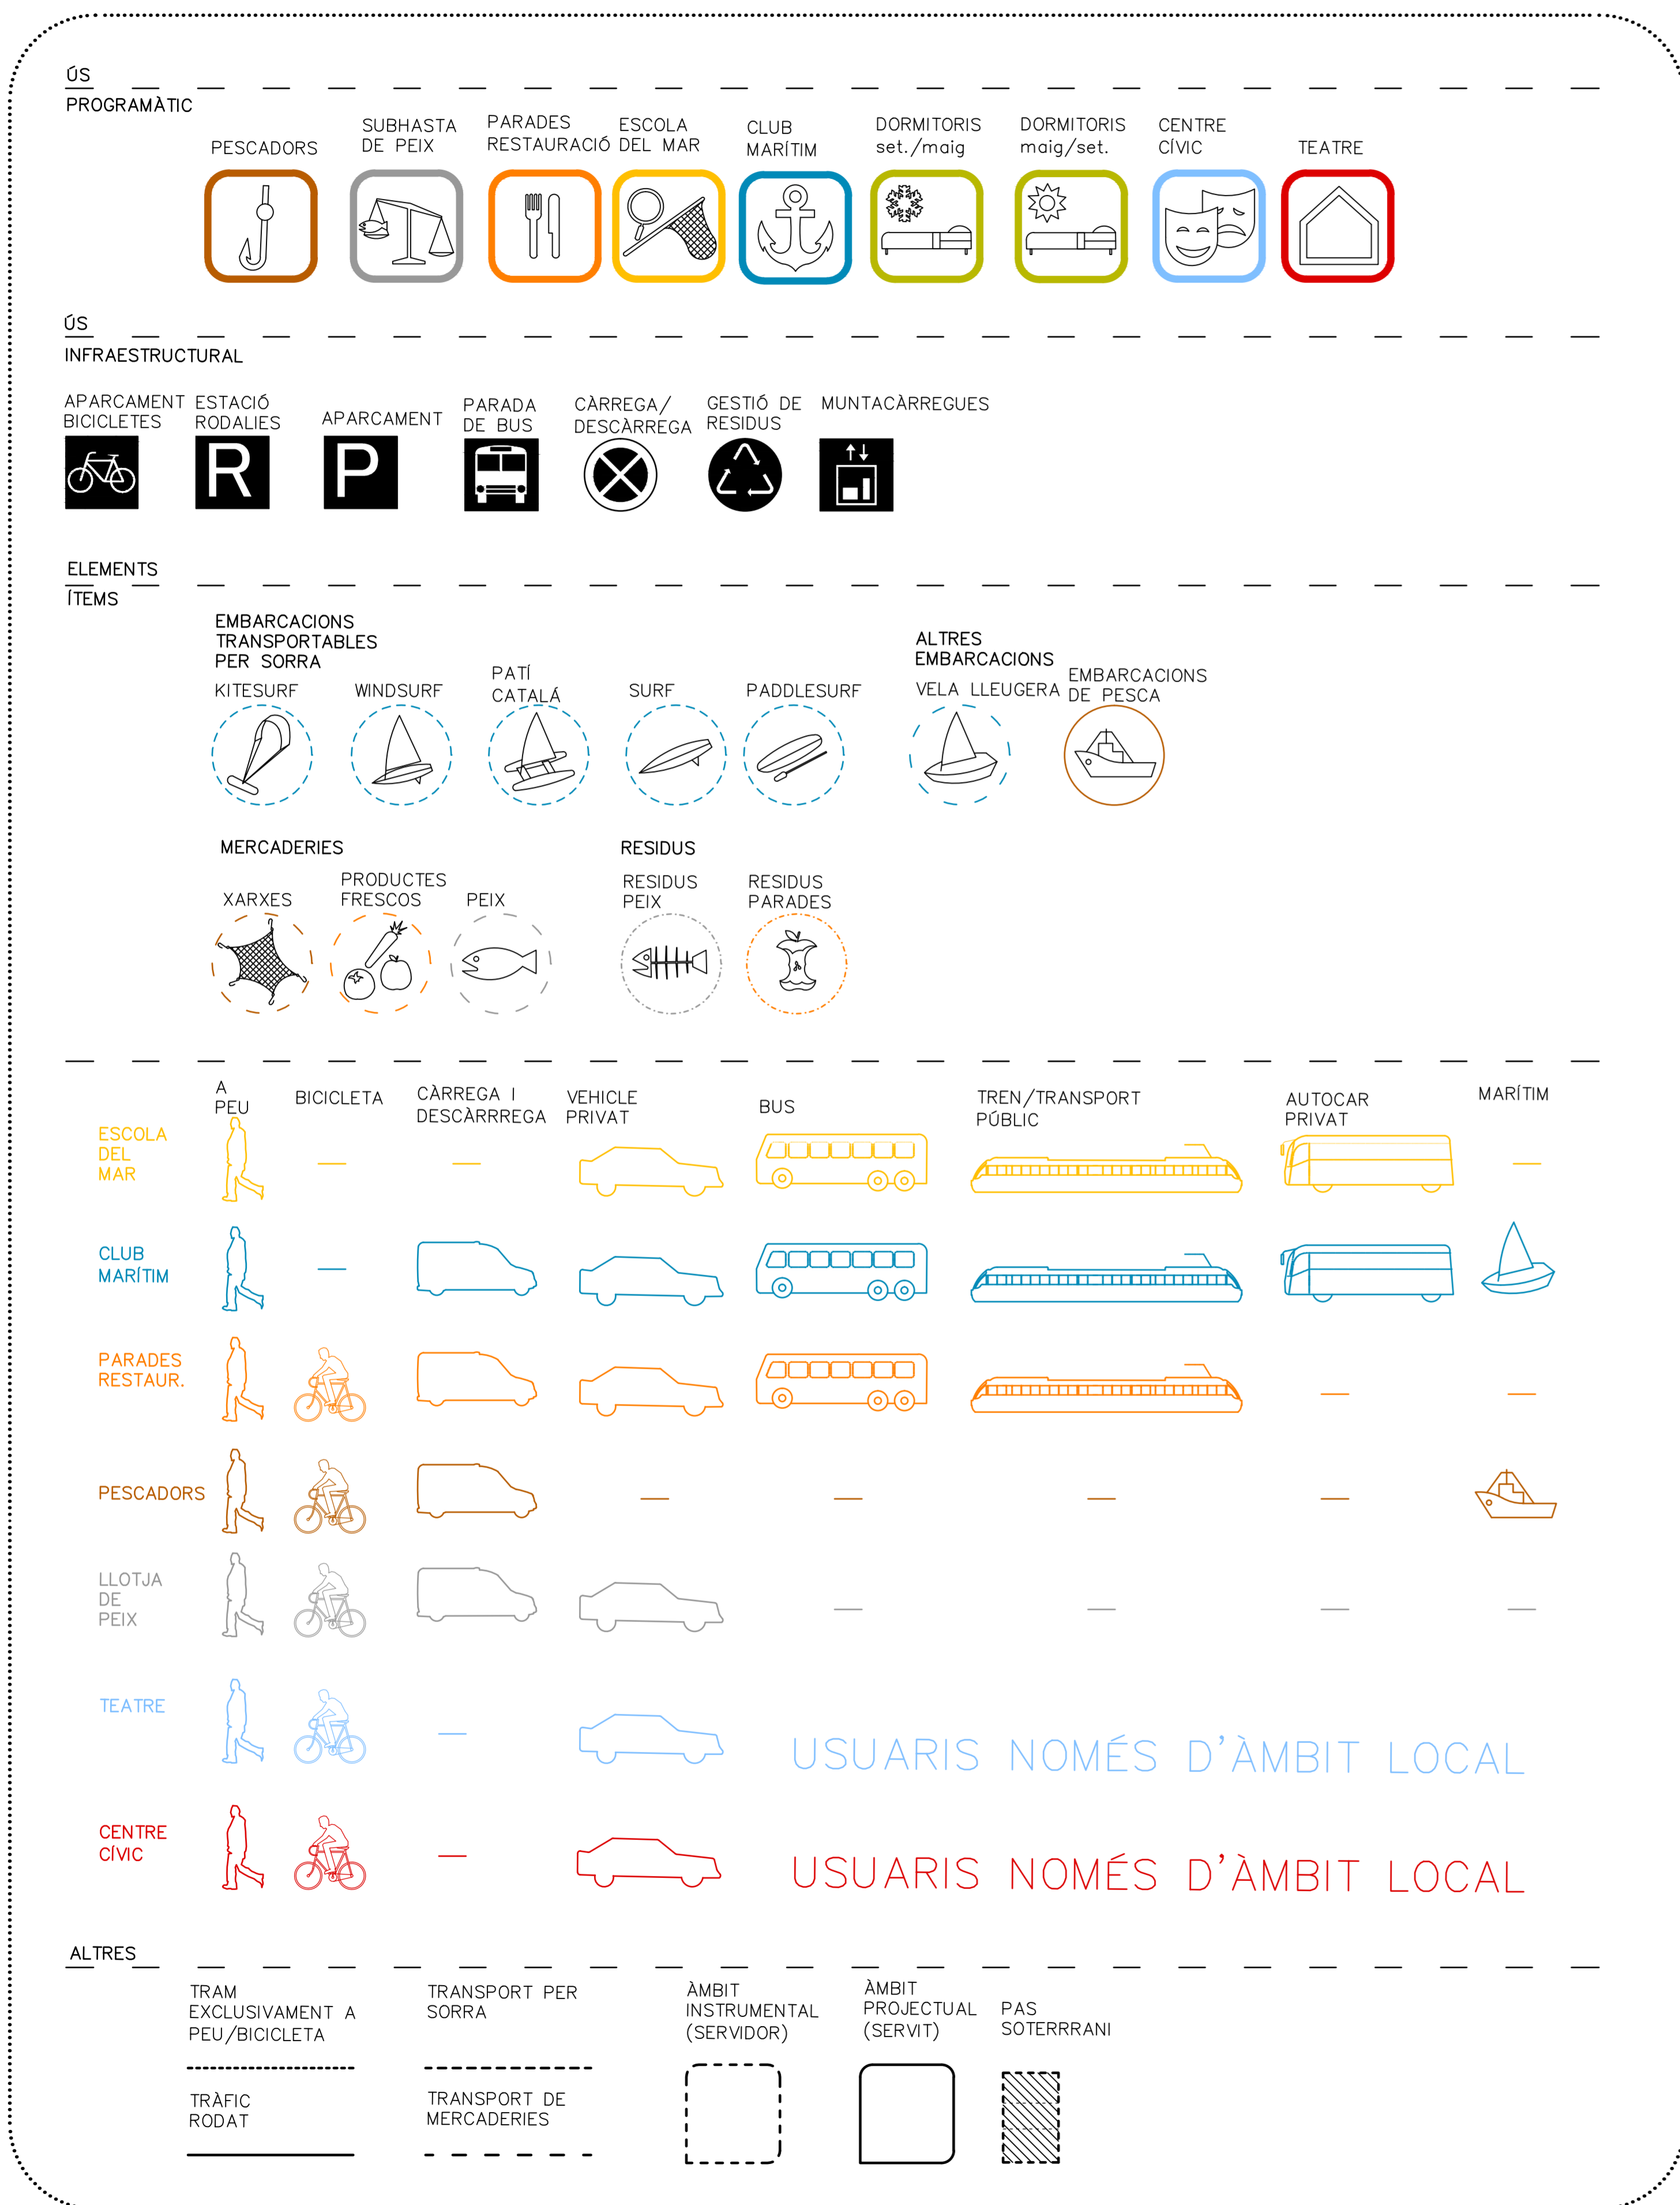 ÚS
PROGRAMÀTIC
PESCADORS
SUBHASTA
DE PEIX
PARADES
RESTAURACIÓ
ESCOLA
DEL MAR
CLUB
MARÍTIM
DORMITORIS
set./maig
DORMITORIS
maig/set.
CENTRE
CÍVIC
TEATRE
ÚS
INFRAESTRUCTURAL
APARCAMENT
BICICLETES
ESTACIÓ
RODALIES
APARCAMENT
PARADA
DE BUS
CÀRREGA/
DESCÀRREGA
GESTIÓ DE
RESIDUS
MUNTACÀRREGUES
R
P
ELEMENTS
ÍTEMS
EMBARCACIONS
TRANSPORTABLES
PER SORRA
KITESURF
WINDSURF
PATÍ
CATALÁ
SURF
PADDLESURF
ALTRES
EMBARCACIONS
VELA LLEUGERA
EMBARCACIONS
DE PESCA
MERCADERIES
XARXES
PRODUCTES
FRESCOS
PEIX
RESIDUS
RESIDUS
PEIX
RESIDUS
PARADES
A
PEU
BICICLETA
CÀRREGA I
DESCÀRRREGA
VEHICLE
PRIVAT
BUS
TREN/TRANSPORT
PÚBLIC
AUTOCAR
PRIVAT
MARÍTIM
ESCOLA
DEL
MAR
CLUB
MARÍTIM
PARADES
RESTAUR.
PESCADORS
LLOTJA
DE
PEIX
TEATRE
USUARIS NOMÉS D'ÀMBIT LOCAL
CENTRE
CÍVIC
USUARIS NOMÉS D'ÀMBIT LOCAL
ALTRES
TRAM
EXCLUSIVAMENT A
PEU/BICICLETA
TRANSPORT PER
SORRA
ÀMBIT
INSTRUMENTAL
(SERVIDOR)
ÀMBIT
PROJECTUAL
(SERVIT)
PAS
SOTERRRANI
TRÀFIC
RODAT
TRANSPORT DE
MERCADERIES